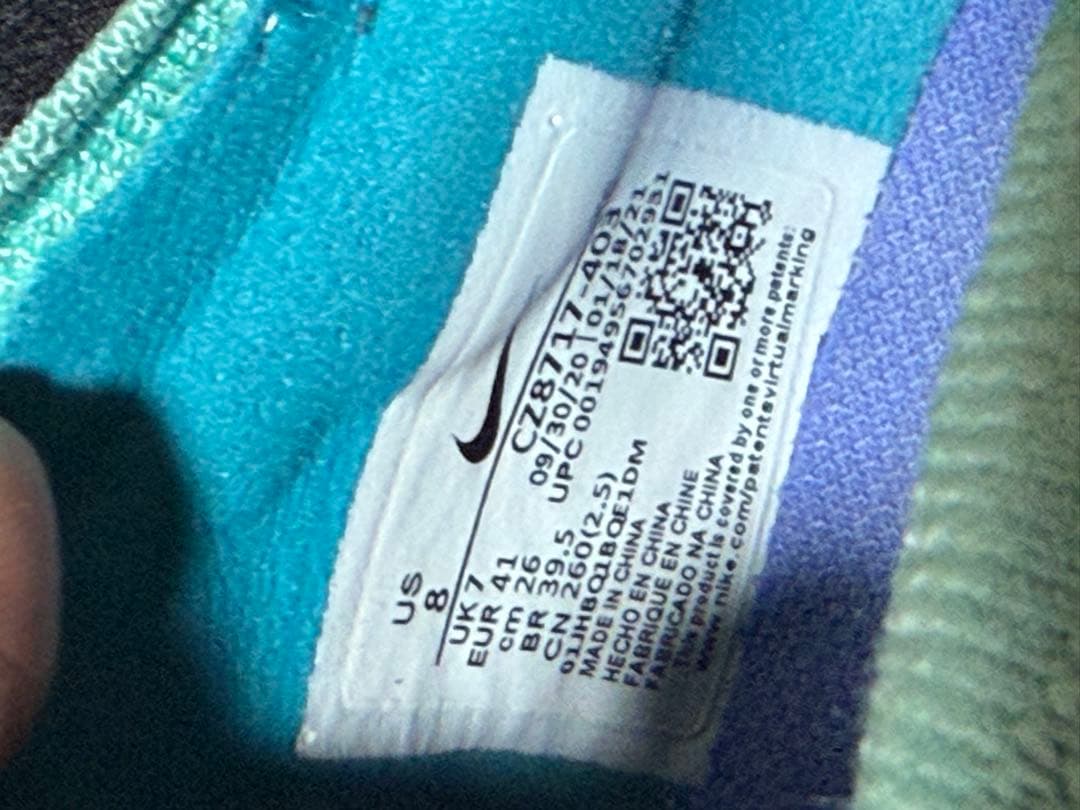 US
8
UK 7
EUR 41
cm 26
BR 39.5
CN 260(2.5)
CZ8717-403
09/30/20 | 01/18/21
UPC 00194956702931
01JHBQ1BQE1DM
MADE IN CHINA
HECHO EN CHINA
FABRIQUE EN CHINE
FABRICADO NA CHINA
This product is covered by one or more patents:
www.nike.com/patentsvirtualmarking